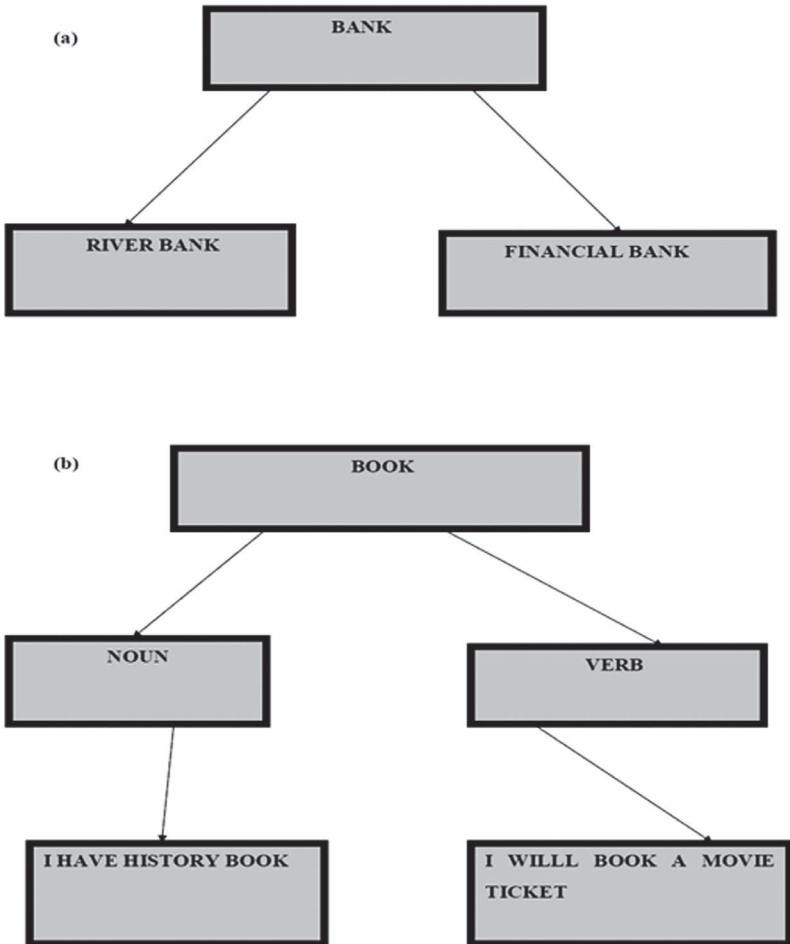 (a)
BANK
RIVER BANK
FINANCIAL BANK
(b)
BOOK
NOUN
VERB
I HAVE HISTORY BOOK
I WILLL BOOK A MOVIE
TICKET